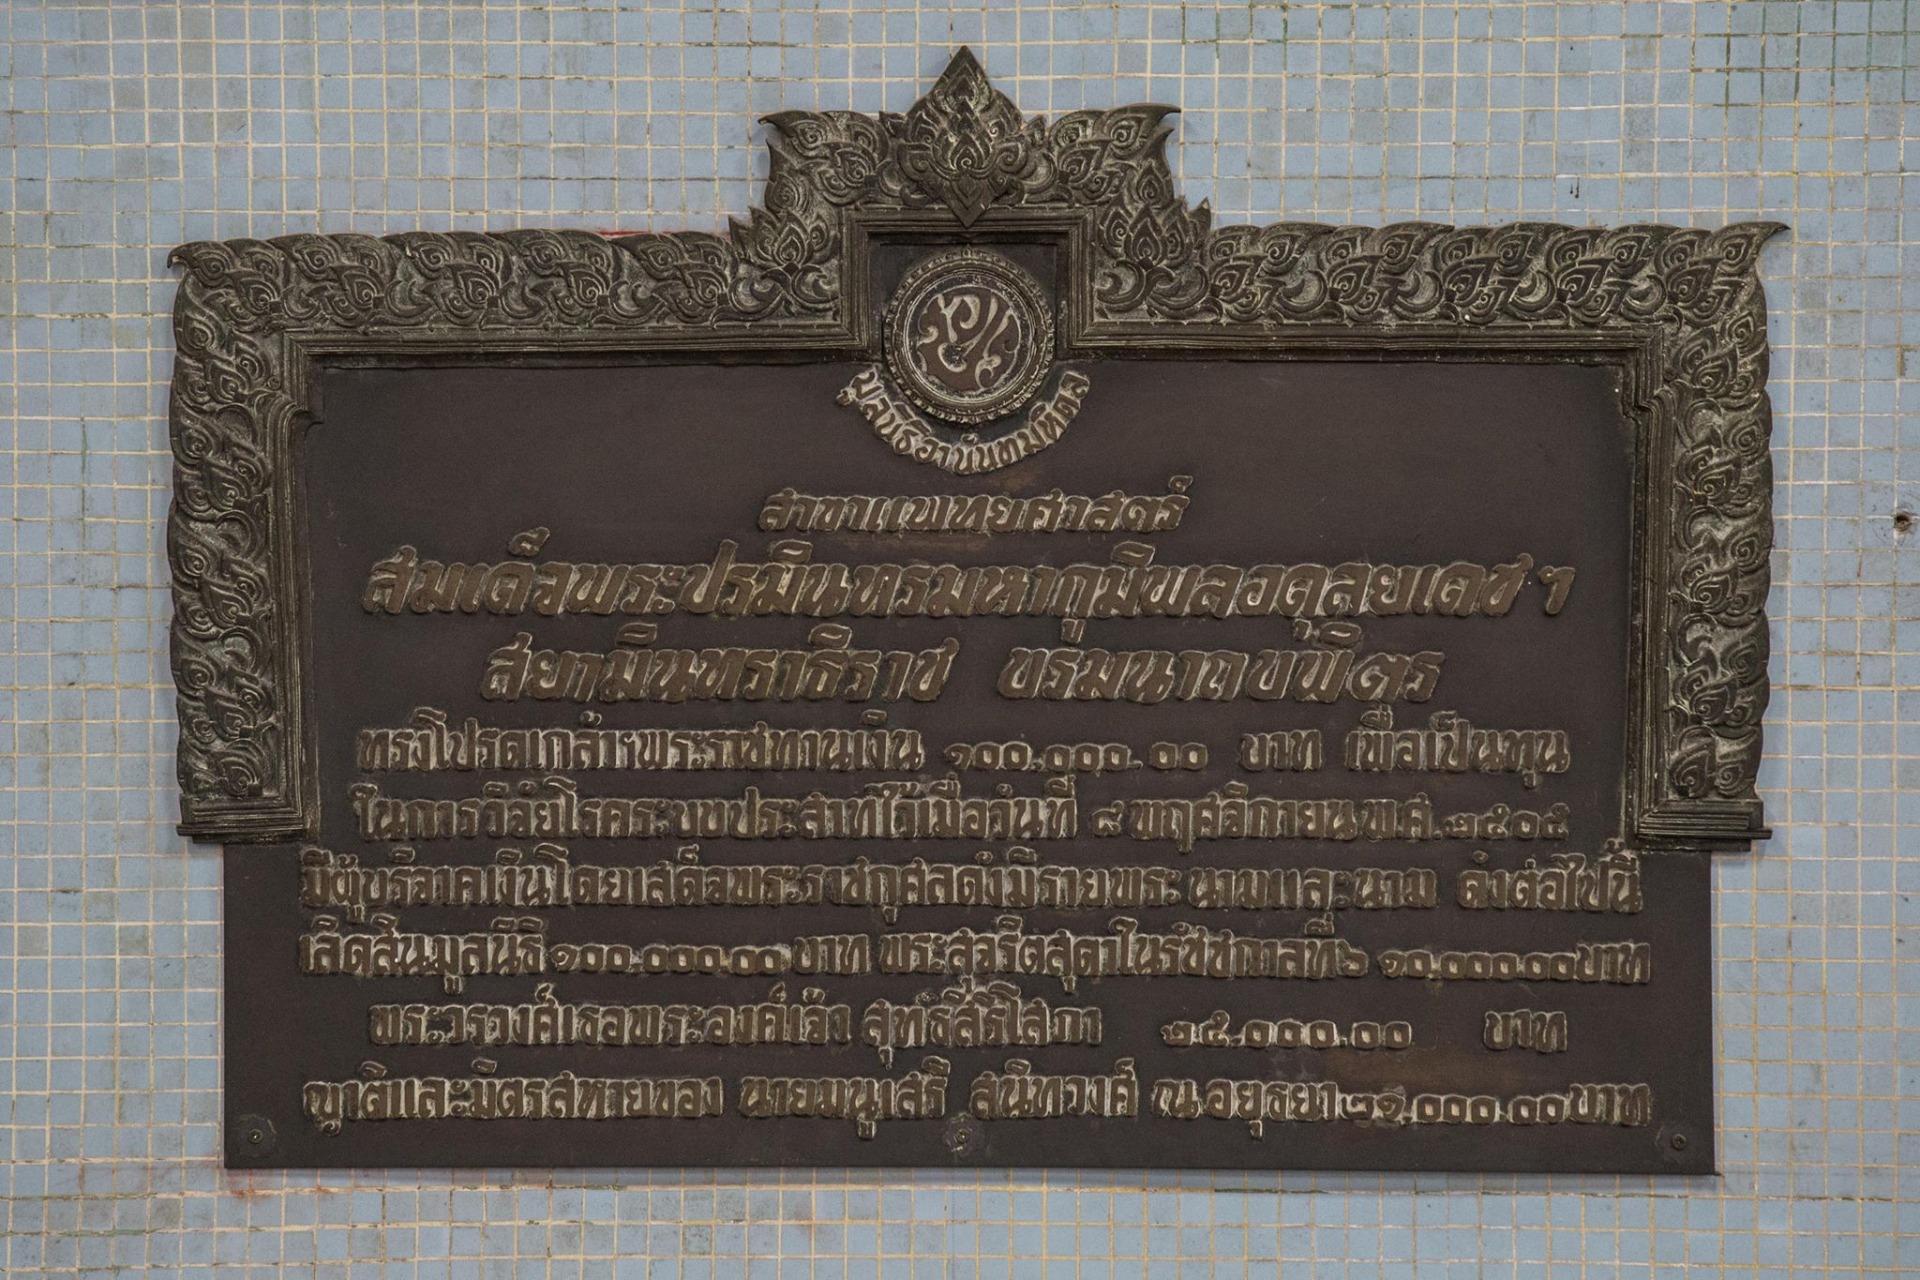 มูลนิธิอานันทมหิดล
สาขาแพทยศาสตร์
สมเด็จพระปรมินทรมหาภูมิพลอดุลยเดช ฯ
สยามินทราธิราช บรมนาถบพิตร
ทรงโปรดเกล้าฯพระราชทานเงิน ๑๐๐,๐๐๐.๐๐ บาท เพื่อเป็นทุน
ในการวิจัยโรคระบบประสาทไว้เมื่อวันที่ ๘ พฤศจิกายน พ.ศ.๒๕๐๕
มีผู้บริจาคเงินโดยเสด็จพระราชกุศลดังมีรายพระนามและนาม ดังต่อไปนี้
เลิดสินมูลนิธิ ๑๐๐,๐๐๐.๐๐ บาท พระสุจริตสุดาในรัชชกาลที่ ๖ ๑๐,๐๐๐.๐๐ บาท
พระวรวงศ์เธอพระองค์เจ้า สุทธิสิริโสภา ๒๕,๐๐๐.๐๐ บาท
ญาติและมิตรสหายของ นายมนูเสรี สนิทวงศ์ ณ อยุธยา ๒๑,๐๐๐.๐๐ บาท